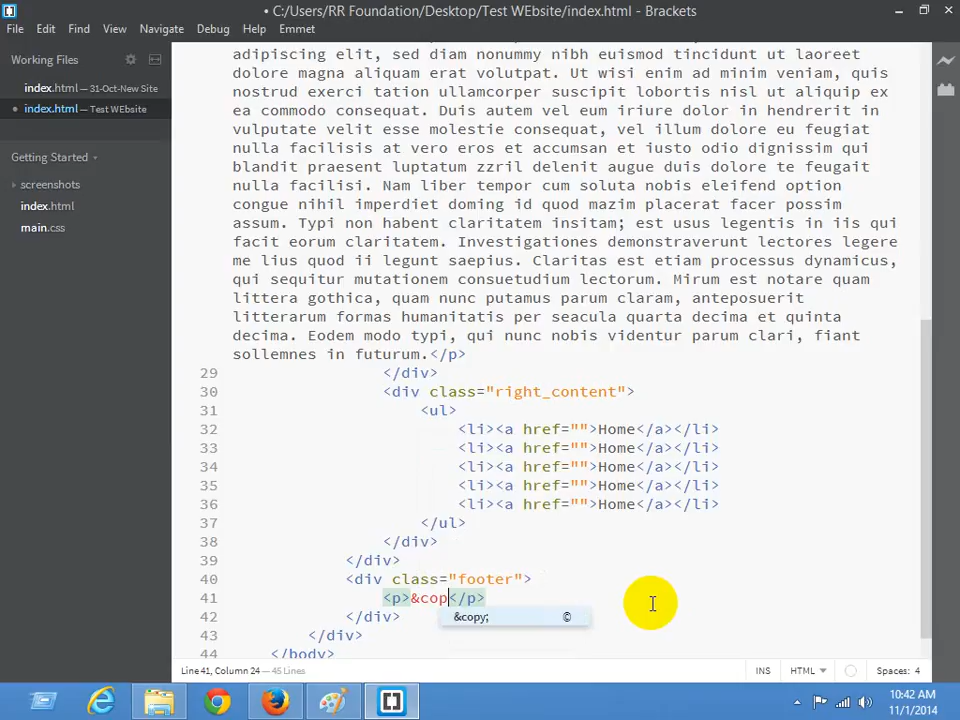 • C:/Users/RR Foundation/Desktop/Test WEbsite/index.html - Brackets
File Edit Find View Navigate Debug Help Emmet
Working Files
index.html — 31-Oct-New Site
• index.html — Test WEbsite
Getting Started
screenshots
index.html
main.css
adipiscing elit, sed diam nonummy nibh euismod tincidunt ut laoreet
dolore magna aliquam erat volutpat. Ut wisi enim ad minim veniam, quis
nostrud exerci tation ullamcorper suscipit lobortis nisl ut aliquip ex
ea commodo consequat. Duis autem vel eum iriure dolor in hendrerit in
vulputate velit esse molestie consequat, vel illum dolore eu feugiat
nulla facilisis at vero eros et accumsan et iusto odio dignissim qui
blandit praesent luptatum zzril delenit augue duis dolore te feugait
nulla facilisi. Nam liber tempor cum soluta nobis eleifend option
congue nihil imperdiet doming id quod mazim placerat facer possim
assum. Typi non habent claritatem insitam; est usus legentis in iis qui
facit eorum claritatem. Investigationes demonstraverunt lectores legere
me lius quod ii legunt saepius. Claritas est etiam processus dynamicus,
qui sequitur mutationem consuetudium lectorum. Mirum est notare quam
littera gothica, quam nunc putamus parum claram, anteposuerit
litterarum formas humanitatis per seacula quarta decima et quinta
decima. Eodem modo typi, qui nunc nobis videntur parum clari, fiant
sollemnes in futurum.</p>
29 </div>
30 <div class="right_content">
31 <ul>
32 <li><a href="">Home</a></li>
33 <li><a href="">Home</a></li>
34 <li><a href="">Home</a></li>
35 <li><a href="">Home</a></li>
36 <li><a href="">Home</a></li>
37 </ul>
38 </div>
39 </div>
40 <div class="footer">
41 <p>&cop</p>
&copy; ©
42 </div>
43 </div>
44 </body>
Line 41, Column 24 — 45 Lines
INS HTML Spaces: 4
10:42 AM
11/1/2014